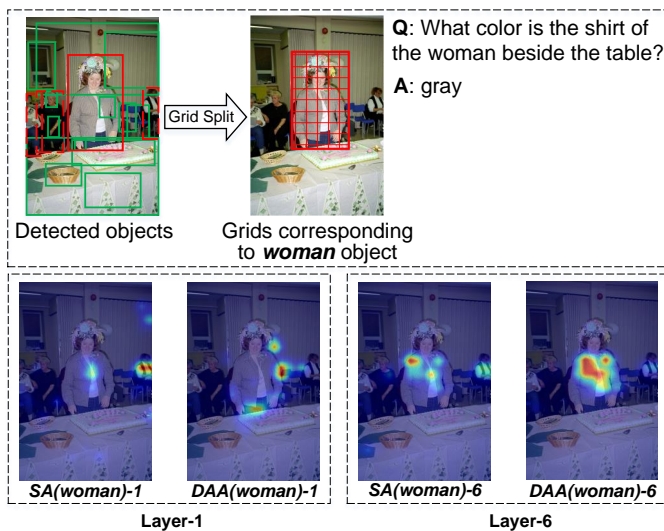 Q: What color is the shirt of
the woman beside the table?
A: gray
Grid Split
Detected objects
Grids corresponding
to woman object
SA(woman)-1
DAA(woman)-1
SA(woman)-6
DAA(woman)-6
Layer-1
Layer-6